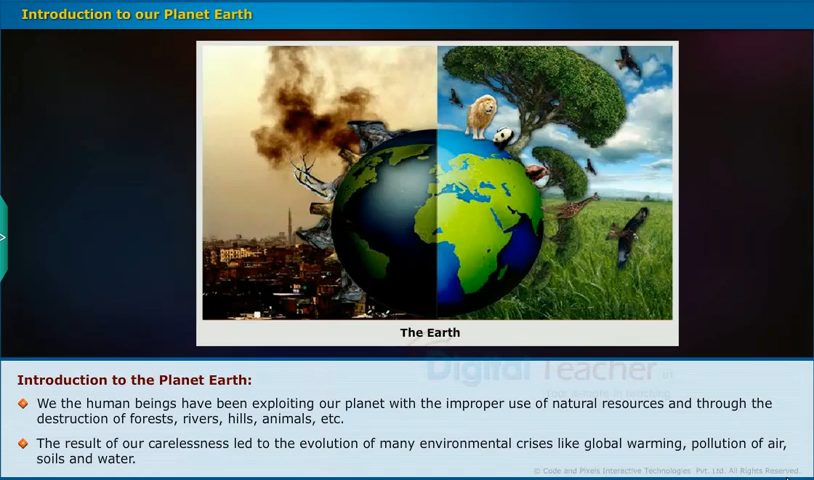 Introduction to our Planet Earth
The Earth
Digital Teacher
Introduction to the Planet Earth:
We the human beings have been exploiting our planet with the improper use of natural resources and through the
destruction of forests, rivers, hills, animals, etc.
The result of our carelessness led to the evolution of many environmental crises like global warming, pollution of air,
soils and water.
© Code and Pixels Interactive Technologies Pvt. Ltd. All Rights Reserved.